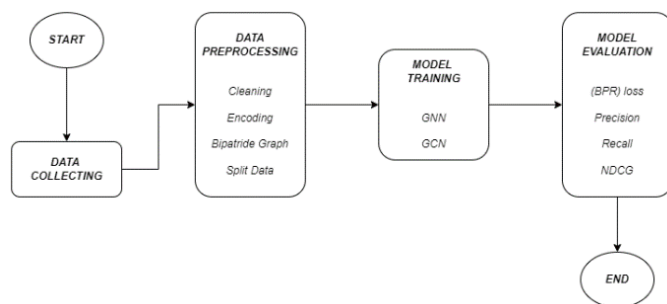 START
DATA
COLLECTING
DATA
PREPROCESSING
Cleaning
Encoding
Bipatride Graph
Split Data
MODEL
TRAINING
GNN
GCN
MODEL
EVALUATION
(BPR) loss
Precision
Recall
NDCG
END